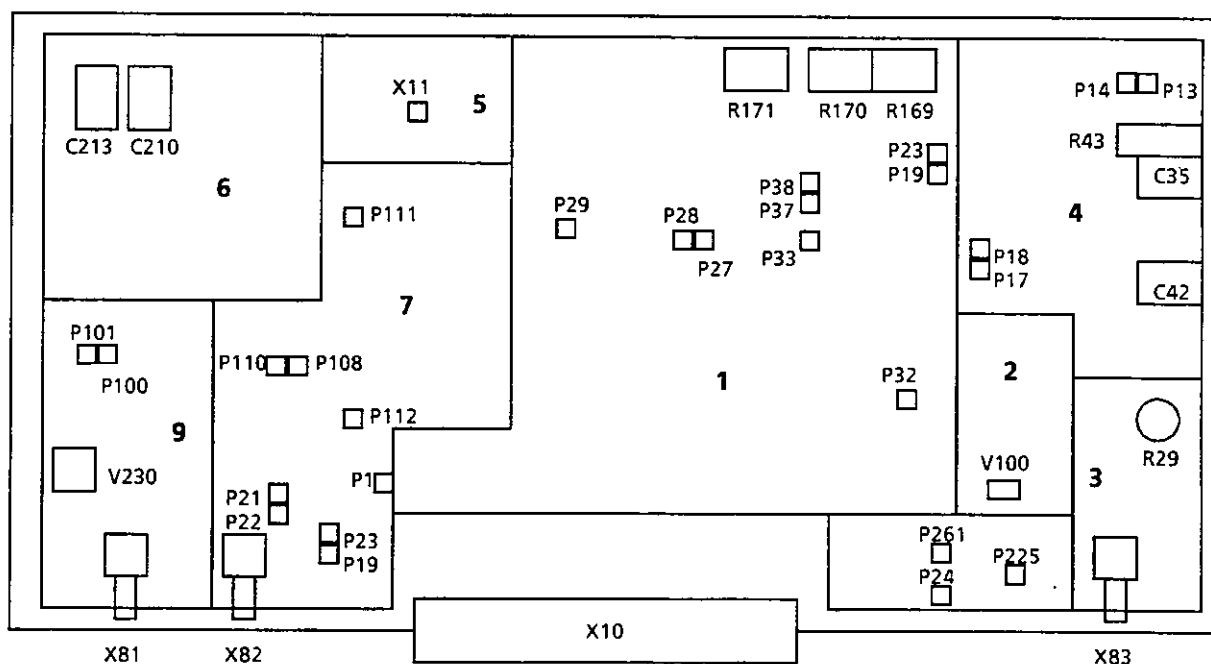 X11
5
R171
R170
R169
P14
P13
R43
C35
C213
C210
6
P23
P19
P38
P37
4
P111
P29
P28
P27
P33
P18
P17
C42
7
P101
P100
P110
P108
1
P32
2
P112
9
V230
P1
V100
3
R29
P21
P22
P23
P19
P261
P24
P225
X81
X82
X10
X83